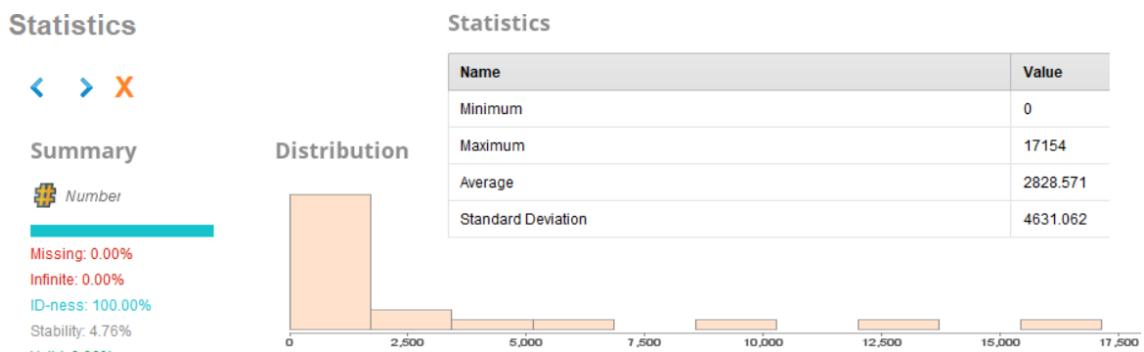 Statistics
Summary
Number
Missing: 0.00%
Infinite: 0.00%
ID-ness: 100.00%
Stability: 4.76%
Distribution
0 2,500 5,000 7,500 10,000 12,500 15,000 17,500
Statistics
Name Value
Minimum 0
Maximum 17154
Average 2828.571
Standard Deviation 4631.062